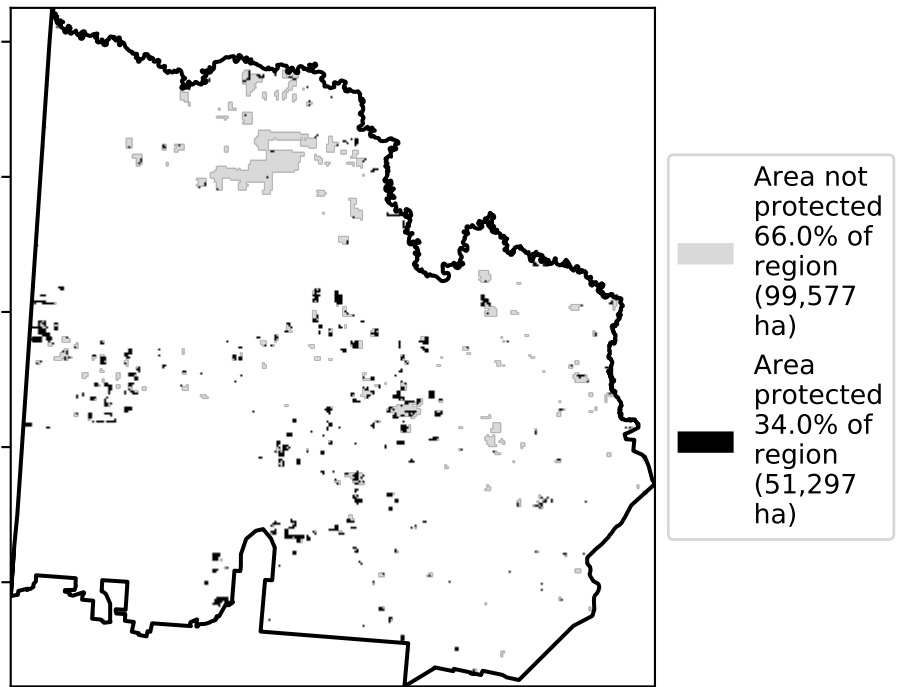 Area not
protected
66.0% of
region
(99,577
ha)
Area
protected
34.0% of
region
(51,297
ha)